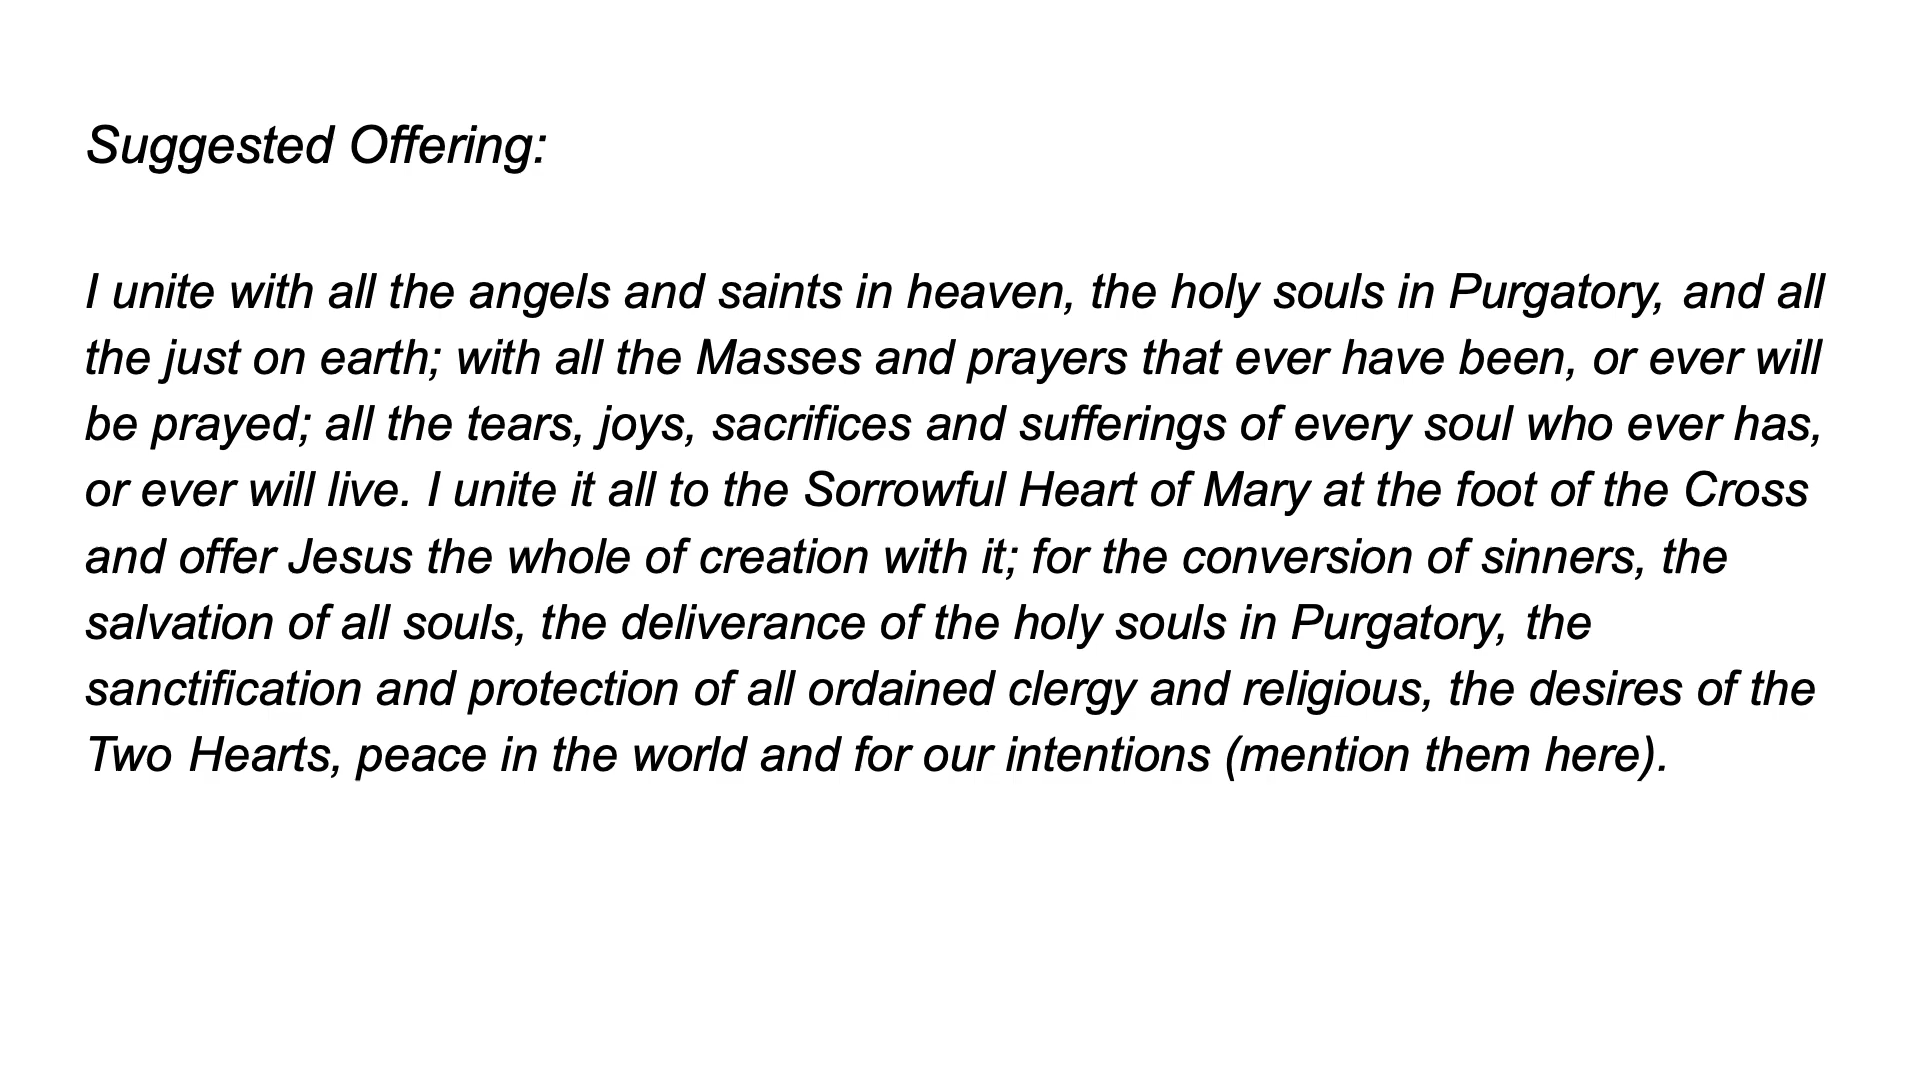 Suggested Offering:
I unite with all the angels and saints in heaven, the holy souls in Purgatory, and all
the just on earth; with all the Masses and prayers that ever have been, or ever will
be prayed; all the tears, joys, sacrifices and sufferings of every soul who ever has,
or ever will live. I unite it all to the Sorrowful Heart of Mary at the foot of the Cross
and offer Jesus the whole of creation with it; for the conversion of sinners, the
salvation of all souls, the deliverance of the holy souls in Purgatory, the
sanctification and protection of all ordained clergy and religious, the desires of the
Two Hearts, peace in the world and for our intentions (mention them here).